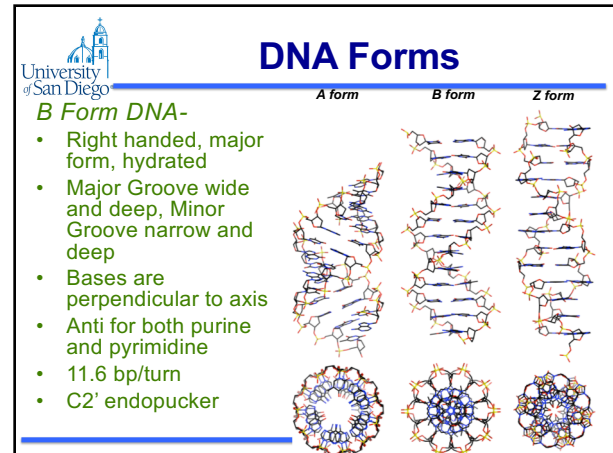 University
of San Diego®
DNA Forms
A form
B form
Z form
B Form DNA-
• Right handed, major
form, hydrated
• Major Groove wide
and deep, Minor
Groove narrow and
deep
• Bases are
perpendicular to axis
• Anti for both purine
and pyrimidine
• 11.6 bp/turn
• C2' endopucker